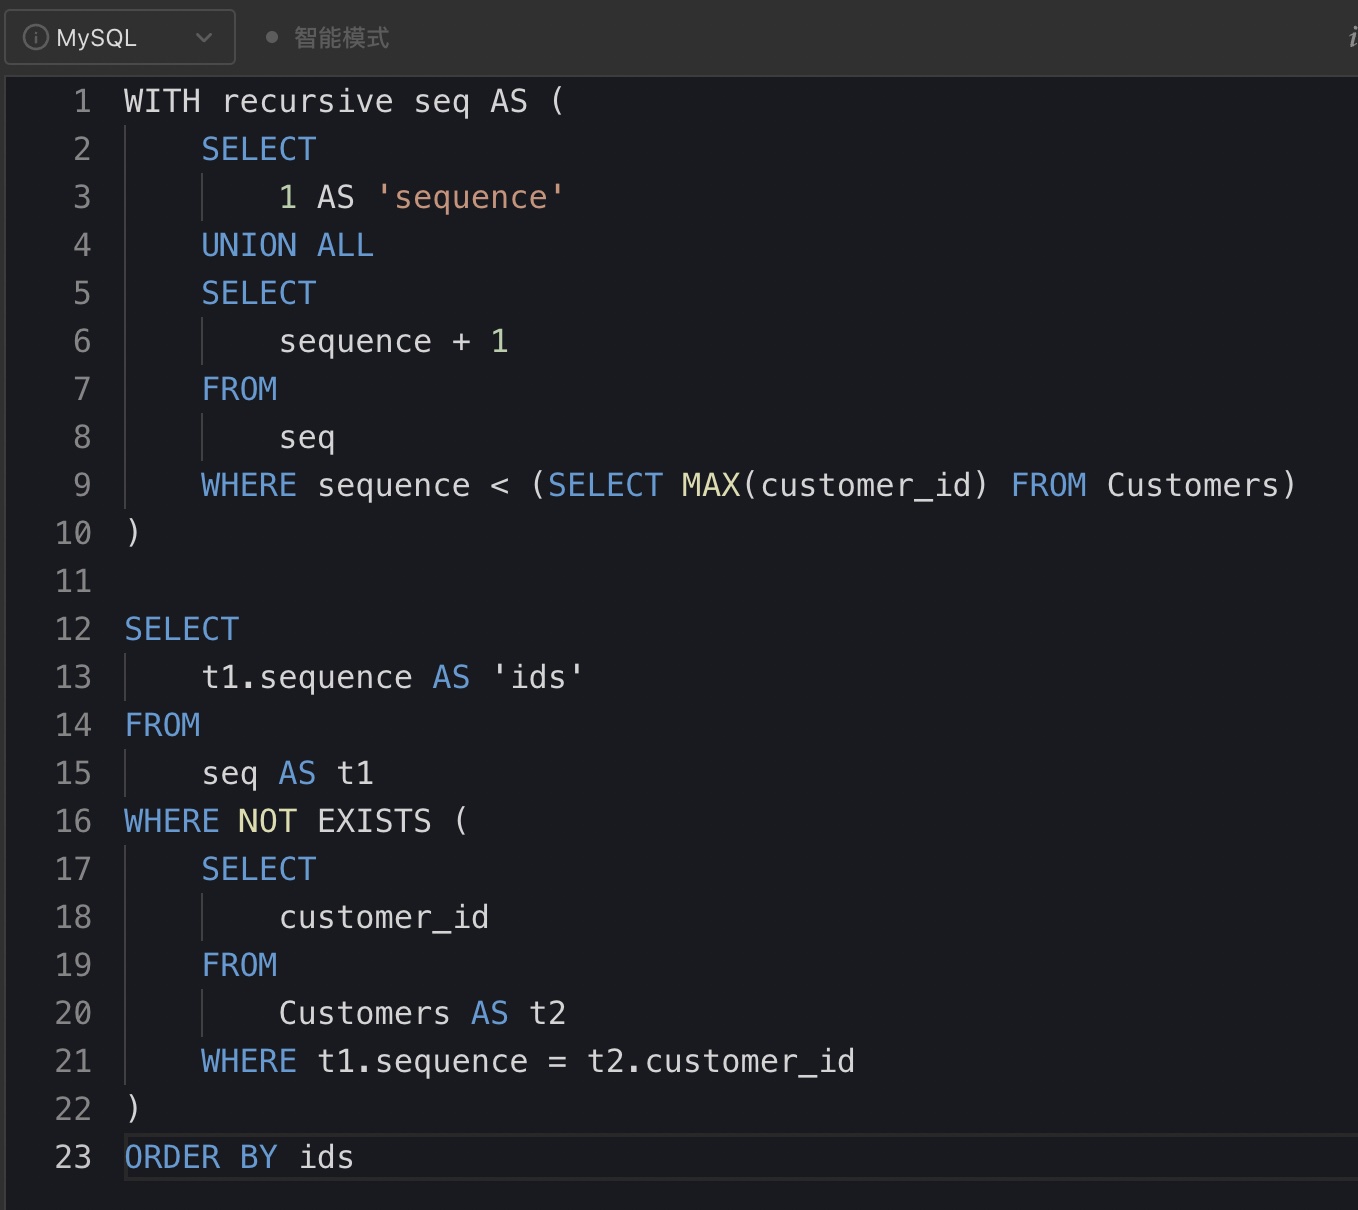 MySQL 智能模式
1 WITH recursive seq AS (
2 SELECT
3 1 AS 'sequence'
4 UNION ALL
5 SELECT
6 sequence + 1
7 FROM
8 seq
9 WHERE sequence < (SELECT MAX(customer_id) FROM Customers)
10 )
11
12 SELECT
13 t1.sequence AS 'ids'
14 FROM
15 seq AS t1
16 WHERE NOT EXISTS (
17 SELECT
18 customer_id
19 FROM
20 Customers AS t2
21 WHERE t1.sequence = t2.customer_id
22 )
23 ORDER BY ids